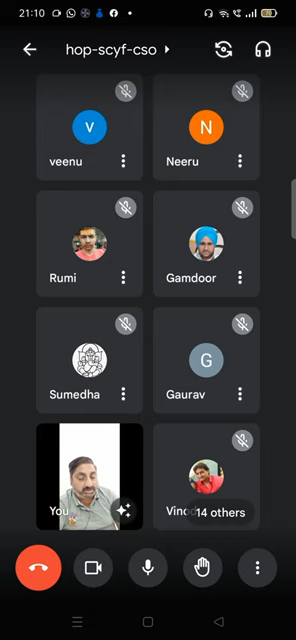 21:10
hop-scyf-cso
v
N
veenu
Neeru
Rumi
Gamdoor
G
Sumedha
Gaurav
You
14 others